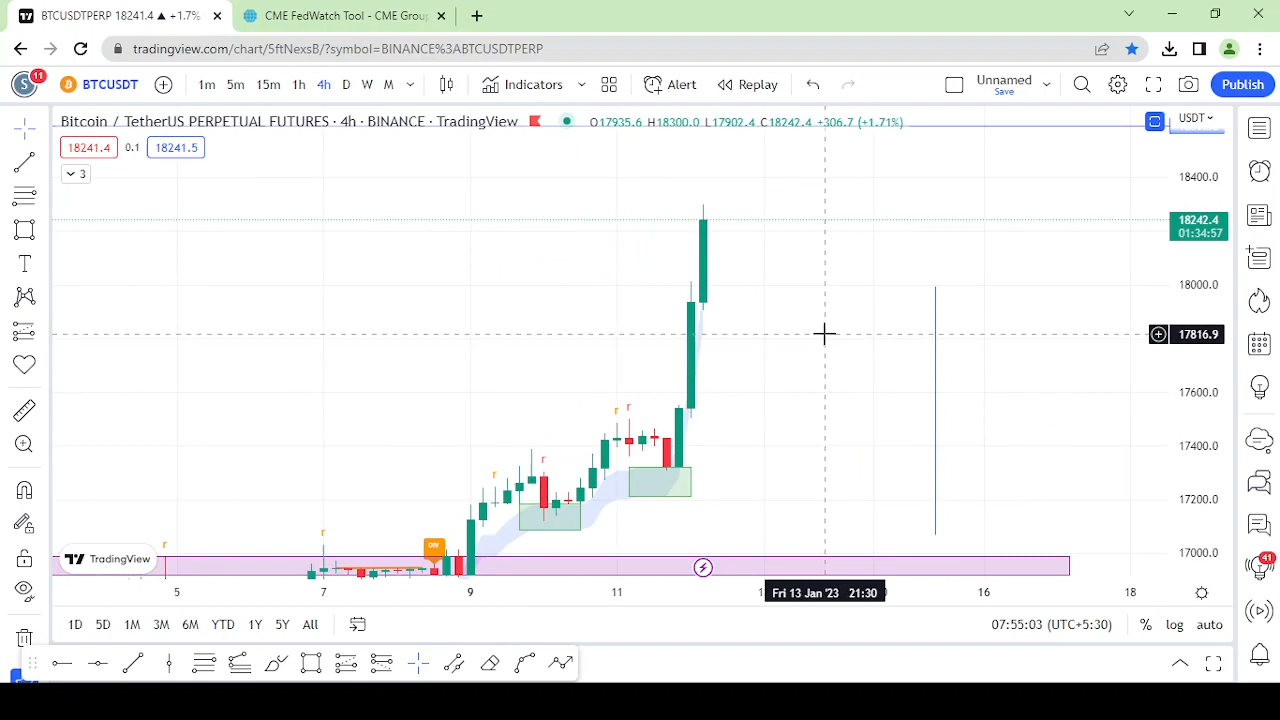 BTCUSDTPERP 18241.4 ▲ +1.7%
CME FedWatch Tool - CME Group
tradingview.com/chart/5ftNexsB/?symbol=BINANCE%3ABTCUSDTPERP
S 11 BTCUSDT 1m 5m 15m 1h 4h D W M Indicators Alert Replay Unnamed Save Publish
Bitcoin / TetherUS PERPETUAL FUTURES · 4h · BINANCE · TradingView O17935.6 H18300.0 L17902.4 C18242.4 +306.7 (+1.71%) USDT
18241.4 0.1 18241.5
3
18400.0
18242.4
01:34:57
18000.0
17816.9
17600.0
17400.0
17200.0
17000.0
r r
r
r
r
r
DIV
TradingView
41
5 7 9 11 Fri 13 Jan '23 21:30 16 18
1D 5D 1M 3M 6M YTD 1Y 5Y All 07:55:03 (UTC+5:30) % log auto